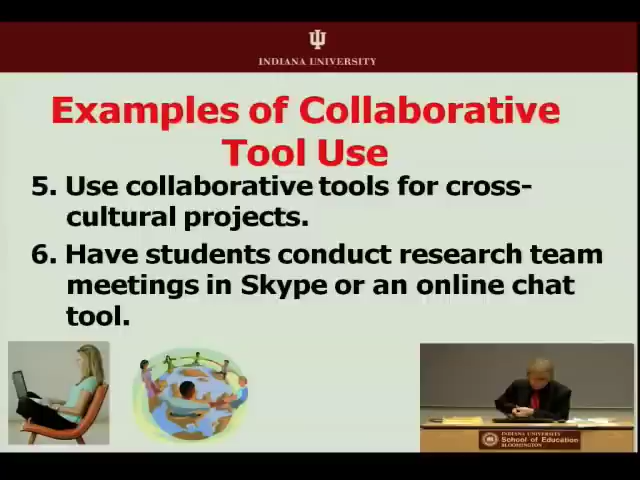 INDIANA UNIVERSITY
Examples of Collaborative
Tool Use
5. Use collaborative tools for cross-
cultural projects.
6. Have students conduct research team
meetings in Skype or an online chat
tool.
INDIANA UNIVERSITY
School of Education
BLOOMINGTON